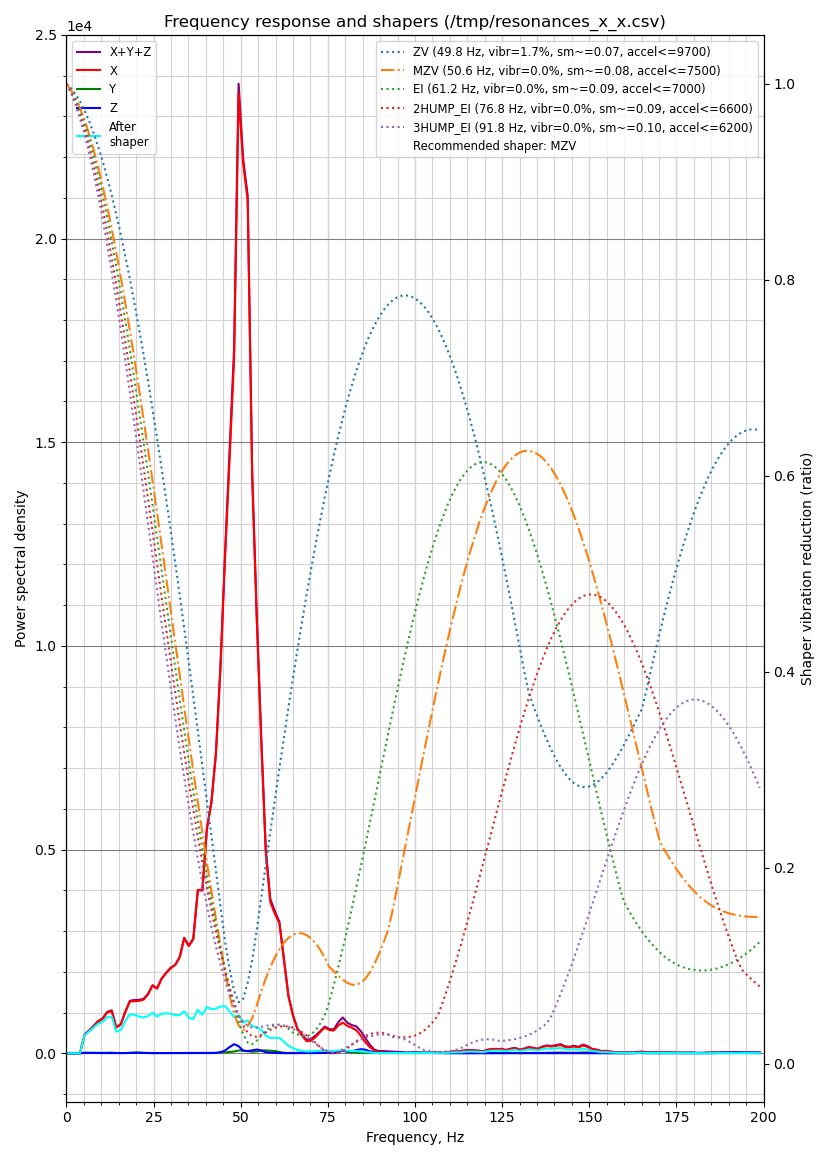 Frequency response and shapers (/tmp/resonances_x_x.csv)
1e4
X+Y+Z
X
Y
Z
After
shaper
ZV (49.8 Hz, vibr=1.7%, sm~=0.07, accel<=9700)
MZV (50.6 Hz, vibr=0.0%, sm~=0.08, accel<=7500)
EI (61.2 Hz, vibr=0.0%, sm~=0.09, accel<=7000)
2HUMP_EI (76.8 Hz, vibr=0.0%, sm~=0.09, accel<=6600)
3HUMP_EI (91.8 Hz, vibr=0.0%, sm~=0.10, accel<=6200)
Recommended shaper: MZV
2.5
2.0
1.5
1.0
0.5
0.0
Power spectral density
1.0
0.8
0.6
0.4
0.2
0.0
Shaper vibration reduction (ratio)
0 25 50 75 100 125 150 175 200
Frequency, Hz